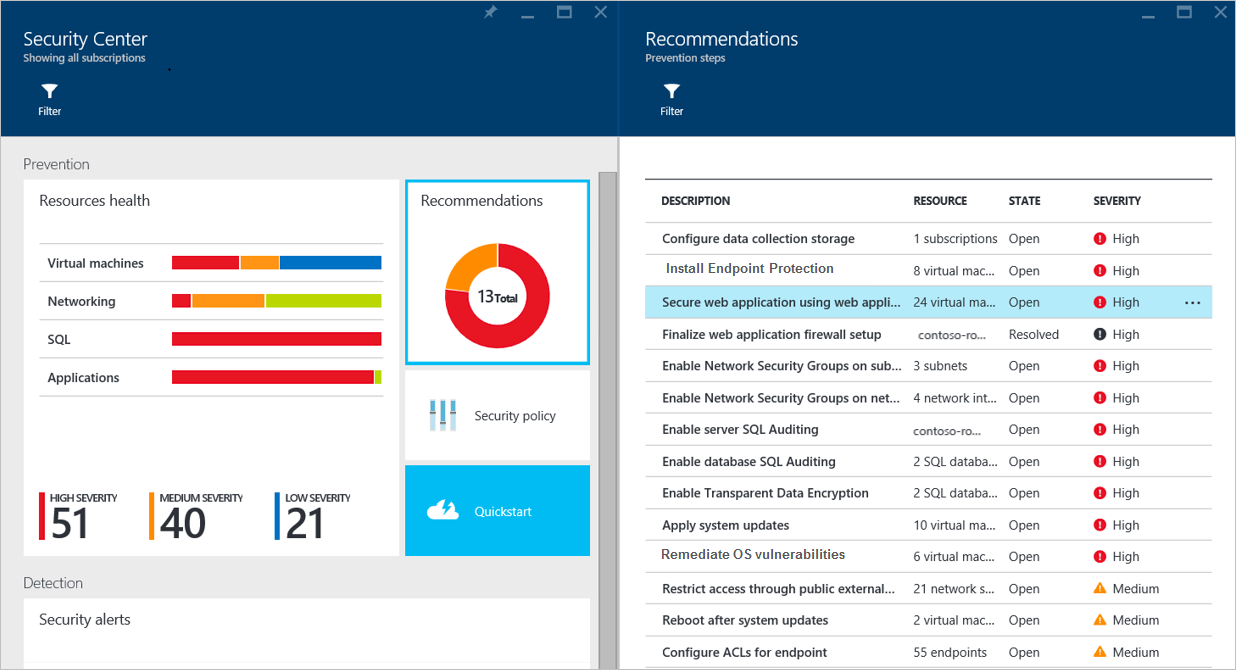 Security Center
Showing all subscriptions
Filter
Prevention
Resources health
Virtual machines
Networking
SQL
Applications
HIGH SEVERITY
51
MEDIUM SEVERITY
40
LOW SEVERITY
21
Recommendations
13 Total
Security policy
Quickstart
Detection
Security alerts
Recommendations
Prevention steps
Filter
DESCRIPTION RESOURCE STATE SEVERITY
Configure data collection storage 1 subscriptions Open High
Install Endpoint Protection 8 virtual mac... Open High
Secure web application using web appli... 24 virtual ma... Open High ...
Finalize web application firewall setup contoso-ro... Resolved High
Enable Network Security Groups on sub... 3 subnets Open High
Enable Network Security Groups on net... 4 network int... Open High
Enable server SQL Auditing contoso-ro... Open High
Enable database SQL Auditing 2 SQL databa... Open High
Enable Transparent Data Encryption 2 SQL databa... Open High
Apply system updates 10 virtual ma... Open High
Remediate OS vulnerabilities 6 virtual mac... Open High
Restrict access through public external... 21 network s... Open Medium
Reboot after system updates 2 virtual mac... Open Medium
Configure ACLs for endpoint 55 endpoints Open Medium